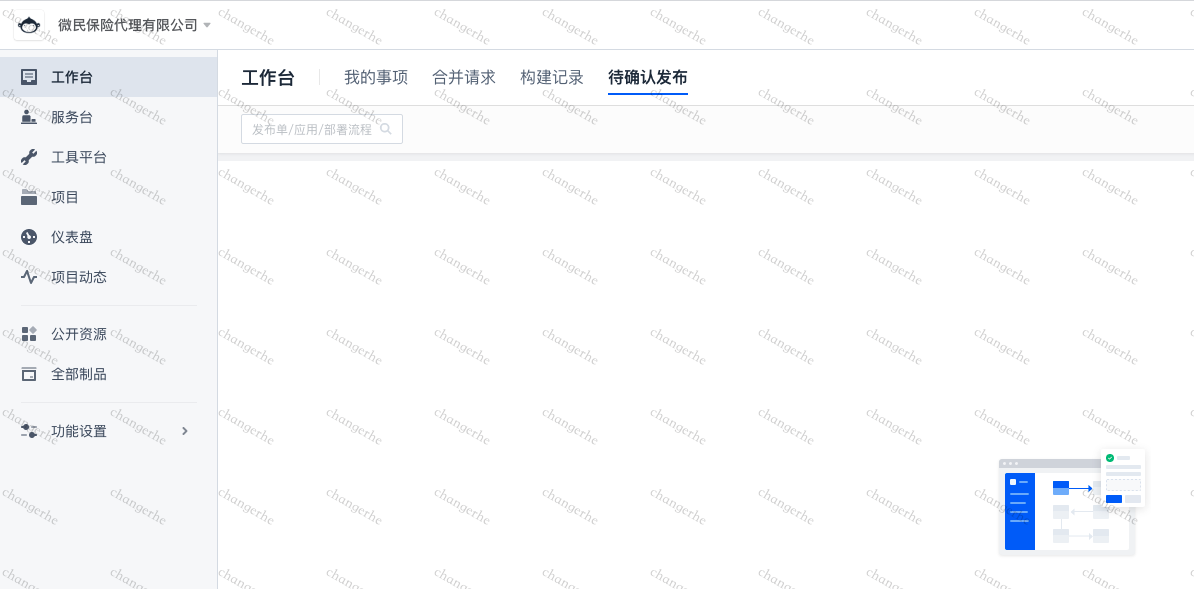 微民保险代理有限公司
工作台
服务台
工具平台
项目
仪表盘
项目动态
公开资源
全部制品
功能设置
工作台
我的事项
合并请求
构建记录
待确认发布
发布单/应用/部署流程
changerhe